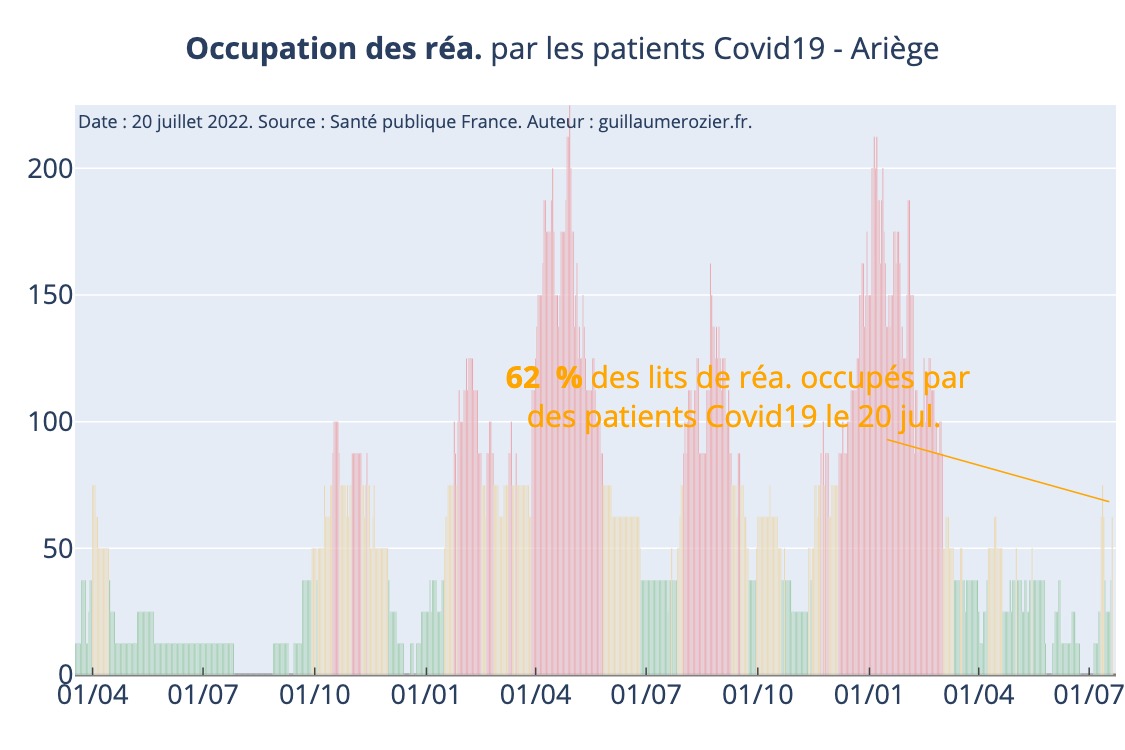 Occupation des réa. par les patients Covid19 - Ariège
Date : 20 juillet 2022. Source : Santé publique France. Auteur : guillaumerozier.fr.
200
150
62 % des lits de réa. occupés par
des patients Covid19 le 20 jul.
100
50
0
01/04 01/07 01/10 01/01 01/04 01/07 01/10 01/01 01/04 01/07